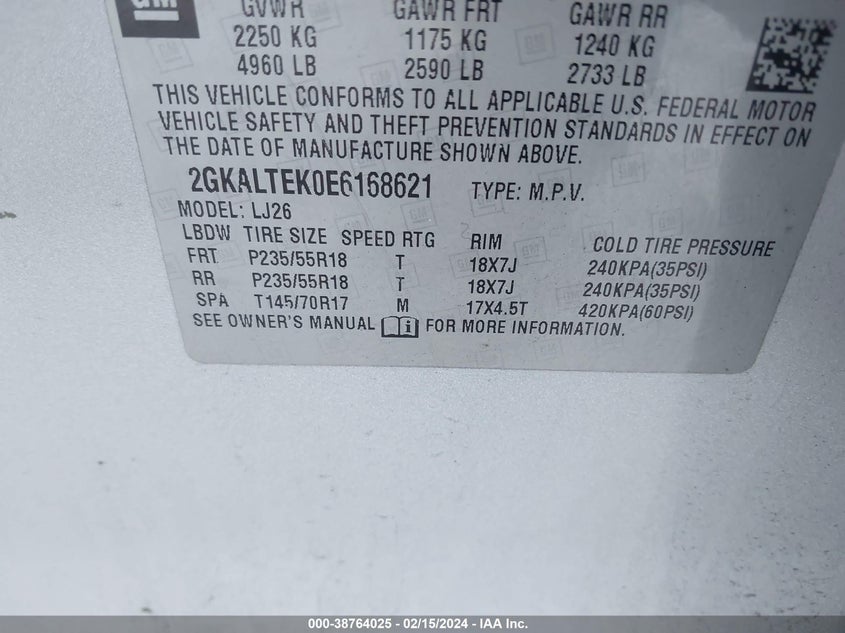 GM
GVWR GAWR FRT GAWR RR
2250 KG 1175 KG 1240 KG
4960 LB 2590 LB 2733 LB
THIS VEHICLE CONFORMS TO ALL APPLICABLE U.S. FEDERAL MOTOR
VEHICLE SAFETY AND THEFT PREVENTION STANDARDS IN EFFECT ON
THE DATE OF MANUFACTURE SHOWN ABOVE.
2GKALTEK0E6168621 TYPE: M.P.V.
MODEL: LJ26
LBDW TIRE SIZE SPEED RTG RIM COLD TIRE PRESSURE
FRT P235/55R18 T 18X7J 240KPA(35PSI)
RR P235/55R18 T 18X7J 240KPA(35PSI)
SPA T145/70R17 M 17X4.5T 420KPA(60PSI)
SEE OWNER'S MANUAL FOR MORE INFORMATION.
000-38764025 - 02/15/2024 - IAA Inc.